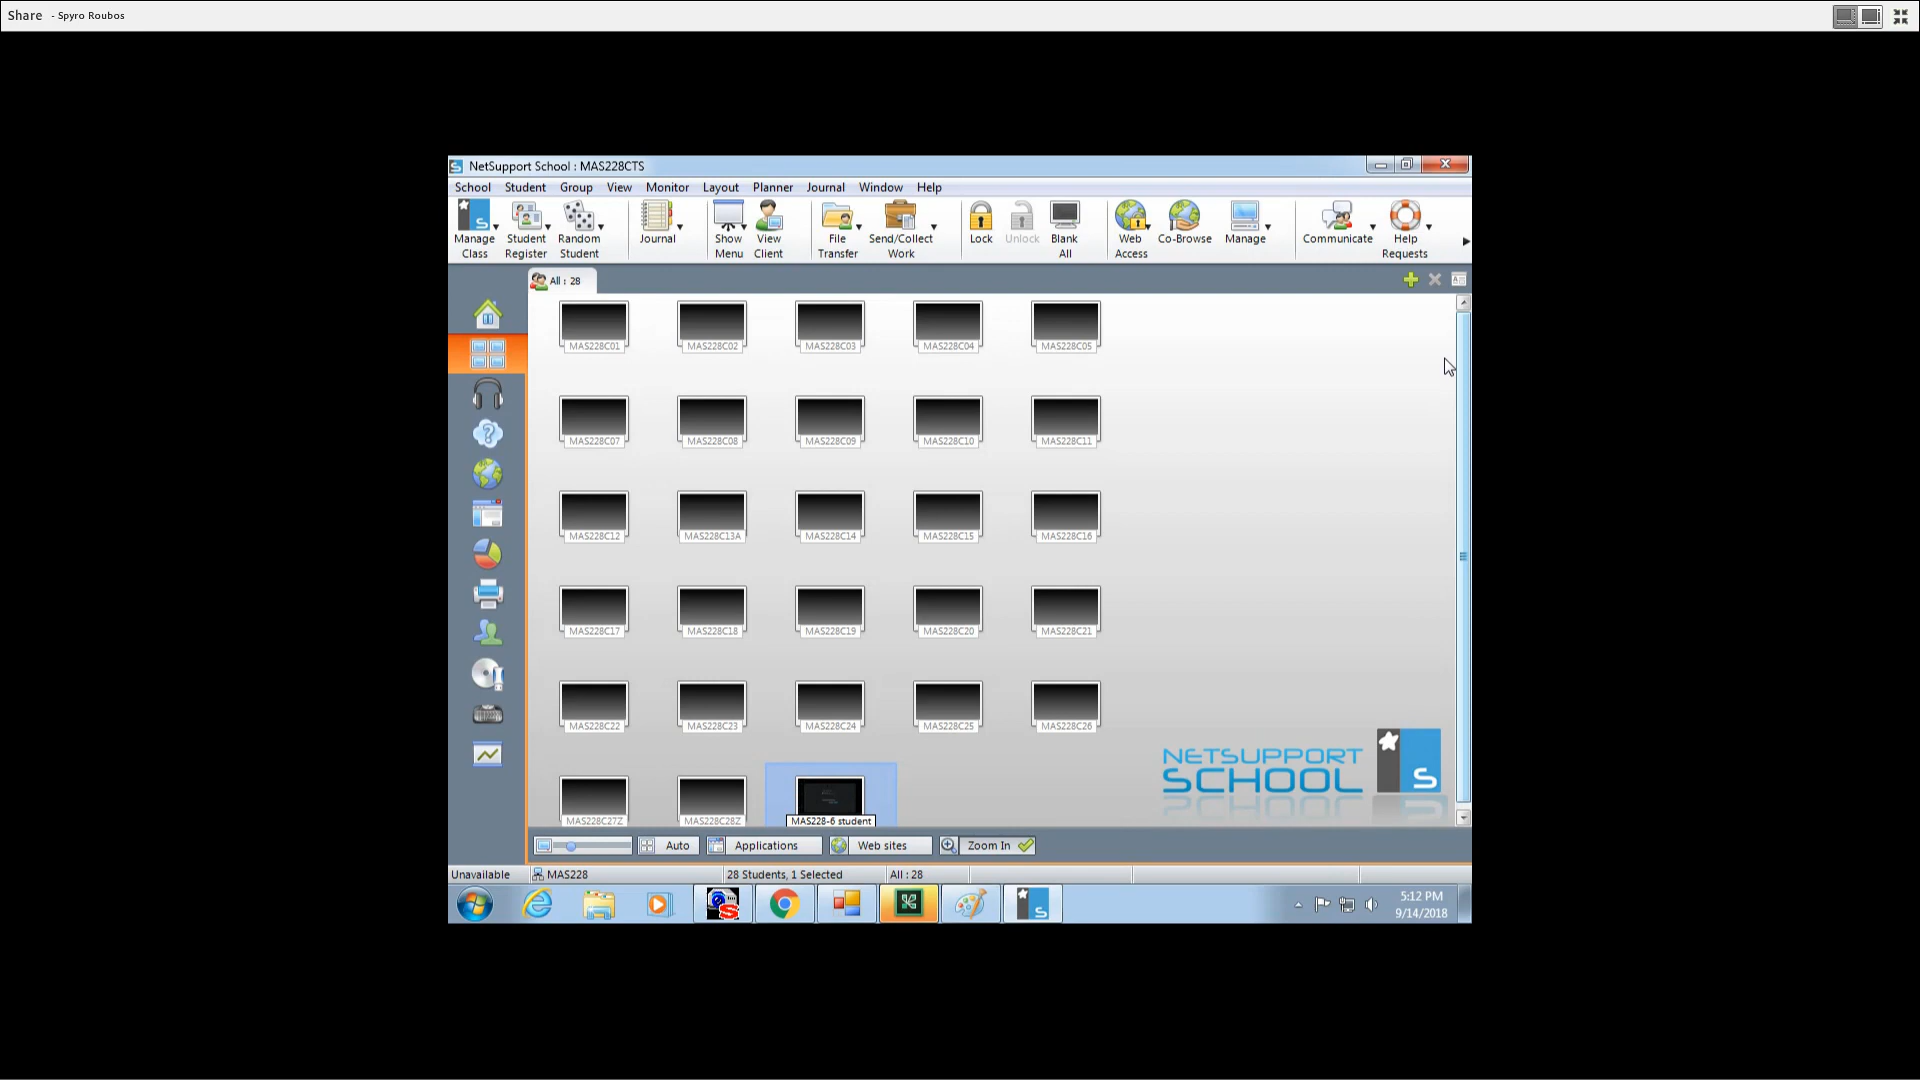 Share - Spyro Roubos
NetSupport School : MAS228CTS
School Student Group View Monitor Layout Planner Journal Window Help
Manage Class
Student Register
Random Student
Journal
Show Menu
View Client
File Transfer
Send/Collect Work
Lock
Unlock
Blank All
Web Access
Co-Browse
Manage
Communicate
Help Requests
All : 28
MAS228C01 MAS228C02 MAS228C03 MAS228C04 MAS228C05
MAS228C07 MAS228C08 MAS228C09 MAS228C10 MAS228C11
MAS228C12 MAS228C13A MAS228C14 MAS228C15 MAS228C16
MAS228C17 MAS228C18 MAS228C19 MAS228C20 MAS228C21
MAS228C22 MAS228C23 MAS228C24 MAS228C25 MAS228C26
MAS228C27Z MAS228C28Z MAS228-6 student
NETSUPPORT
SCHOOL
Auto Applications Web sites Zoom In
Unavailable MAS228 28 Students, 1 Selected All : 28
5:12 PM
9/14/2018